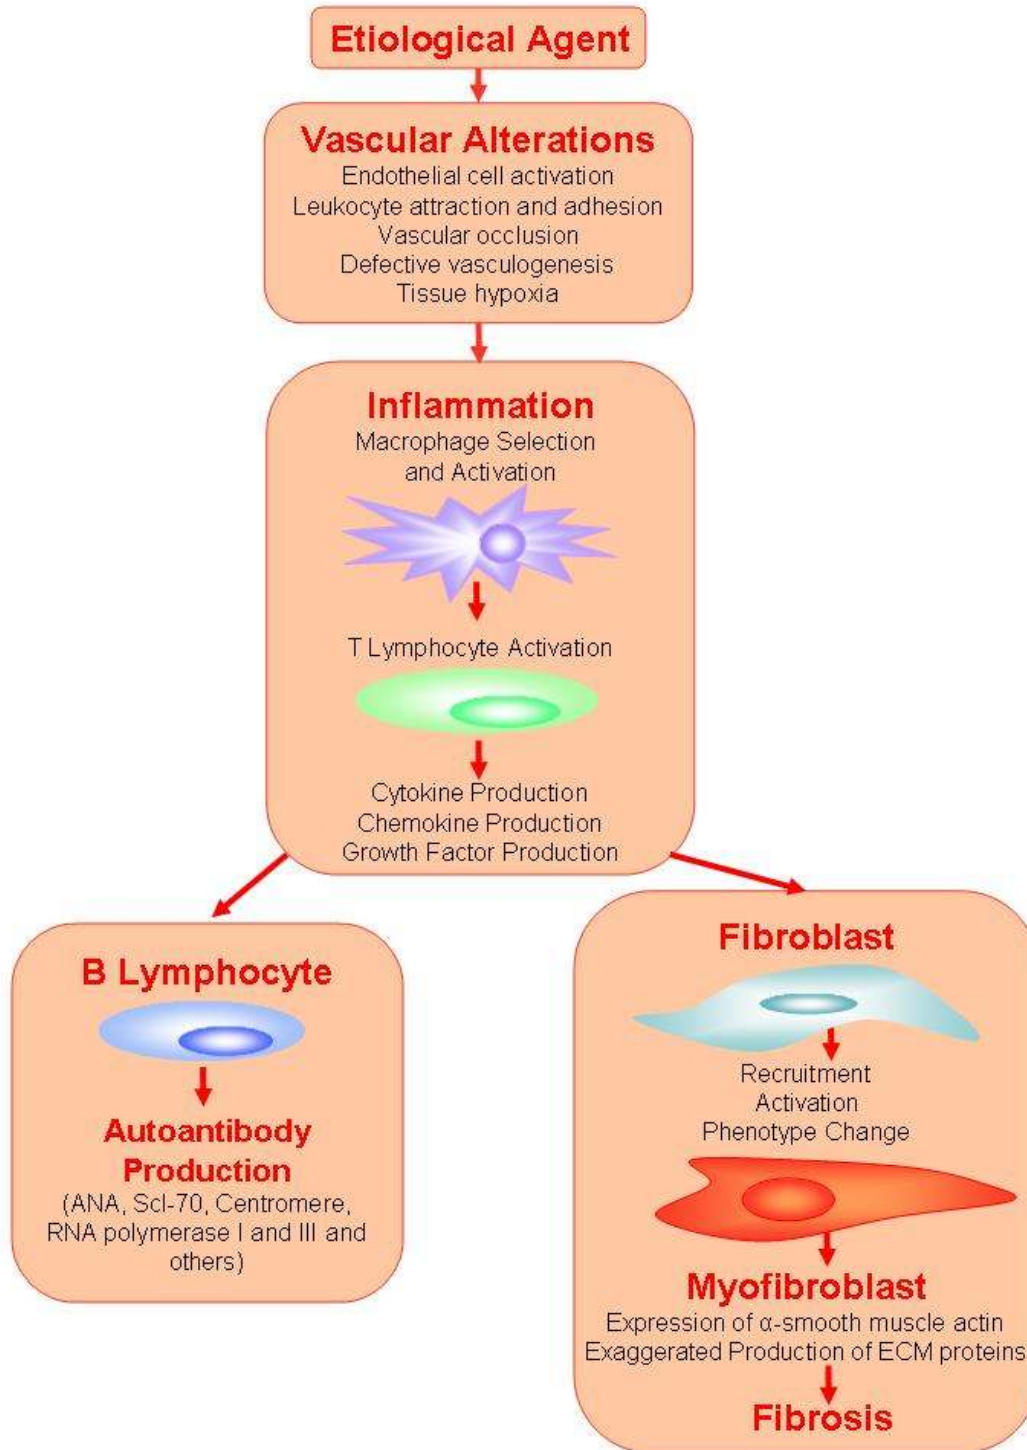 Etiological Agent
Vascular Alterations
Endothelial cell activation
Leukocyte attraction and adhesion
Vascular occlusion
Defective vasculogenesis
Tissue hypoxia
Inflammation
Macrophage Selection
and Activation
T Lymphocyte Activation
Cytokine Production
Chemokine Production
Growth Factor Production
B Lymphocyte
Autoantibody
Production
(ANA, Scl-70, Centromere,
RNA polymerase I and III and
others)
Fibroblast
Recruitment
Activation
Phenotype Change
Myofibroblast
Expression of α-smooth muscle actin
Exaggerated Production of ECM proteins
Fibrosis